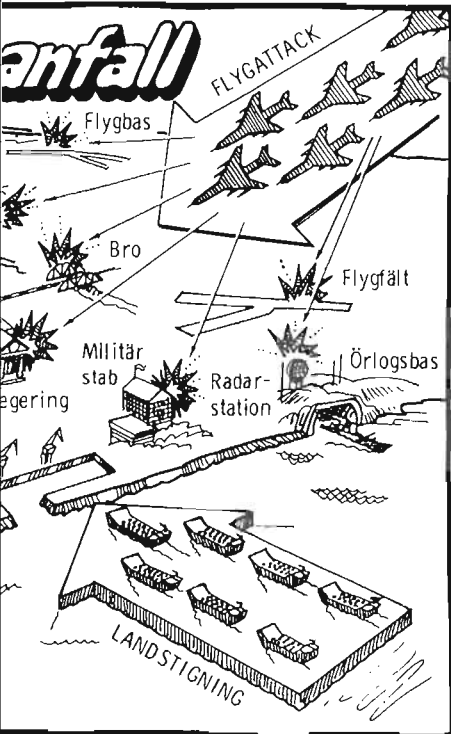 anfall
FLYGATTACK
Flygbas
Bro
Flygfält
Militär
stab
Radar-
station
Örlogsbas
egering
LANDSTIGNING